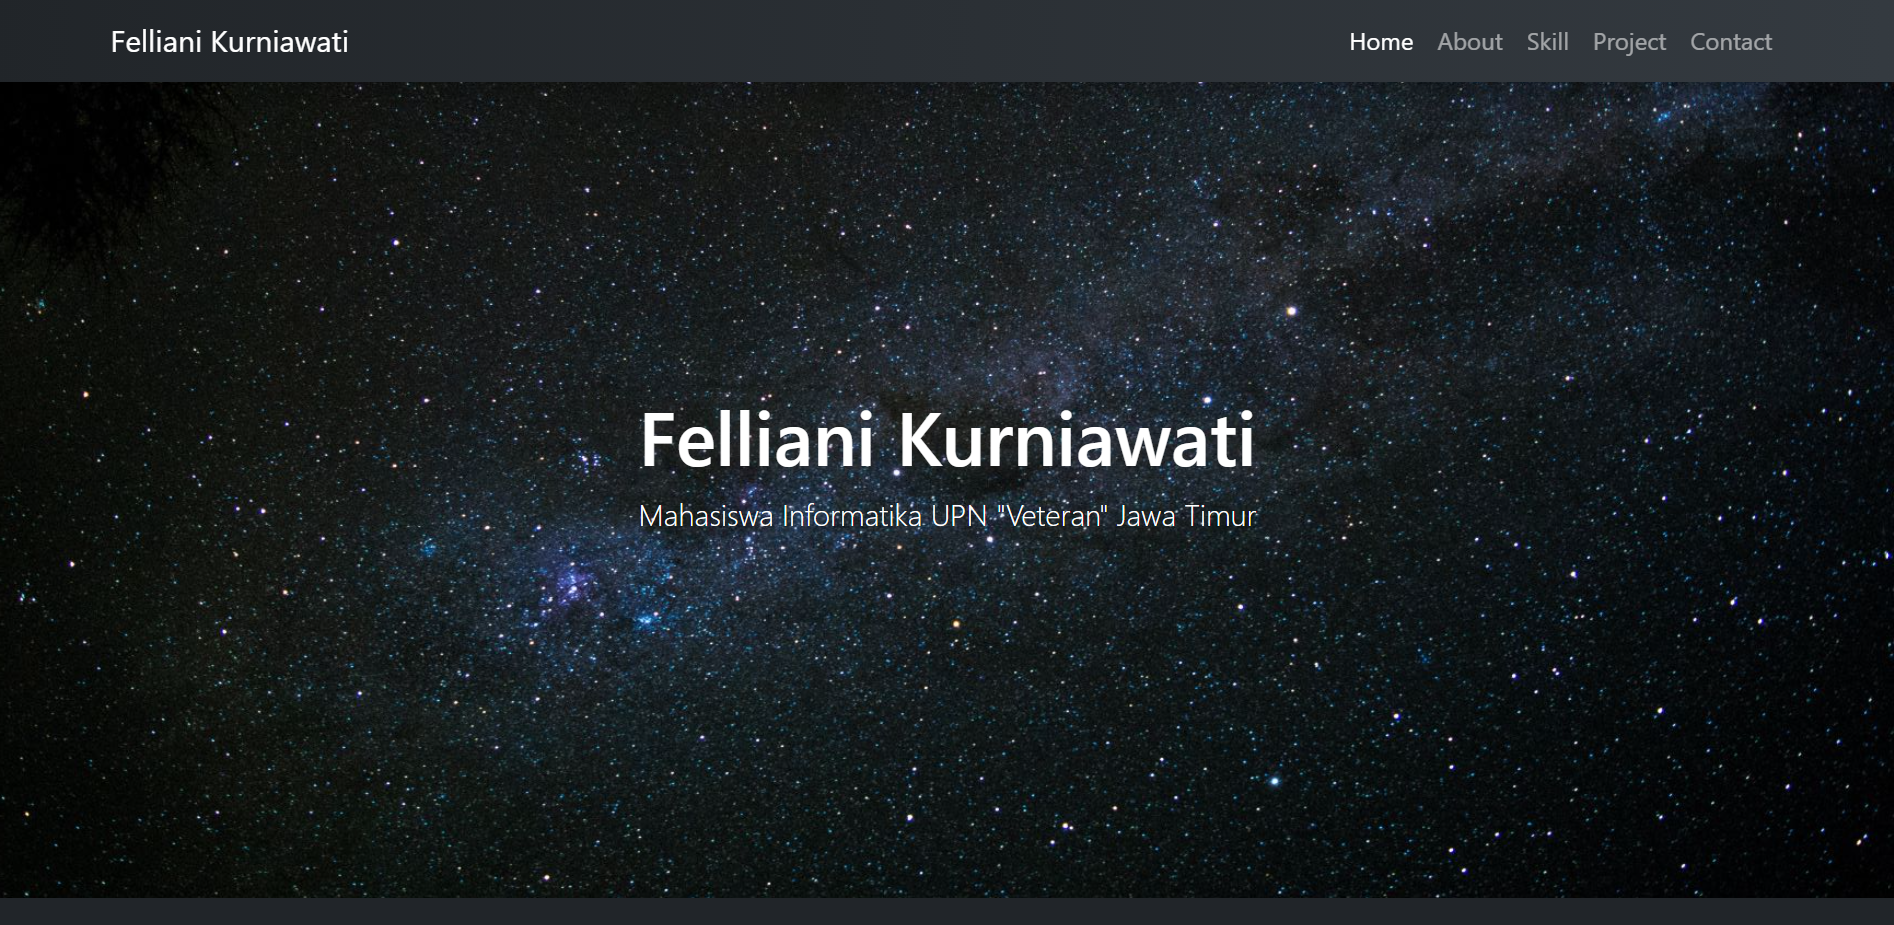 Felliani Kurniawati
Home About Skill Project Contact
Felliani Kurniawati
Mahasiswa Informatika UPN "Veteran" Jawa Timur